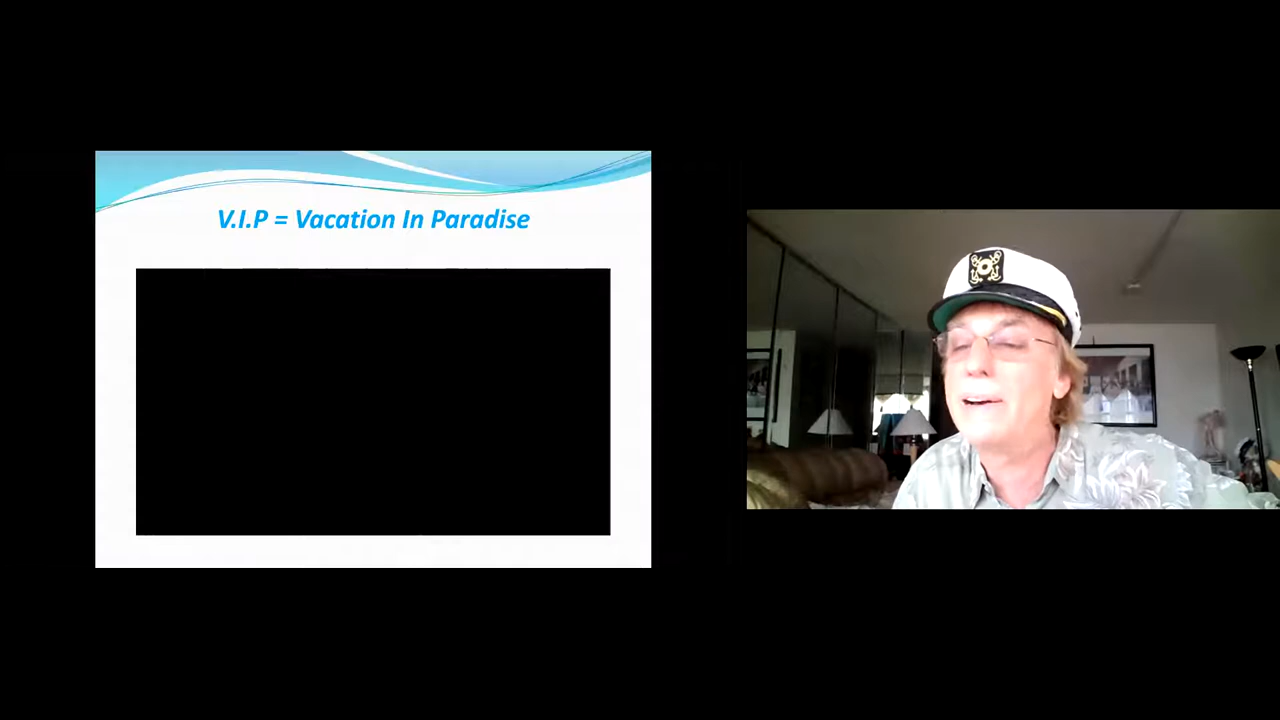 V.I.P = Vacation In Paradise